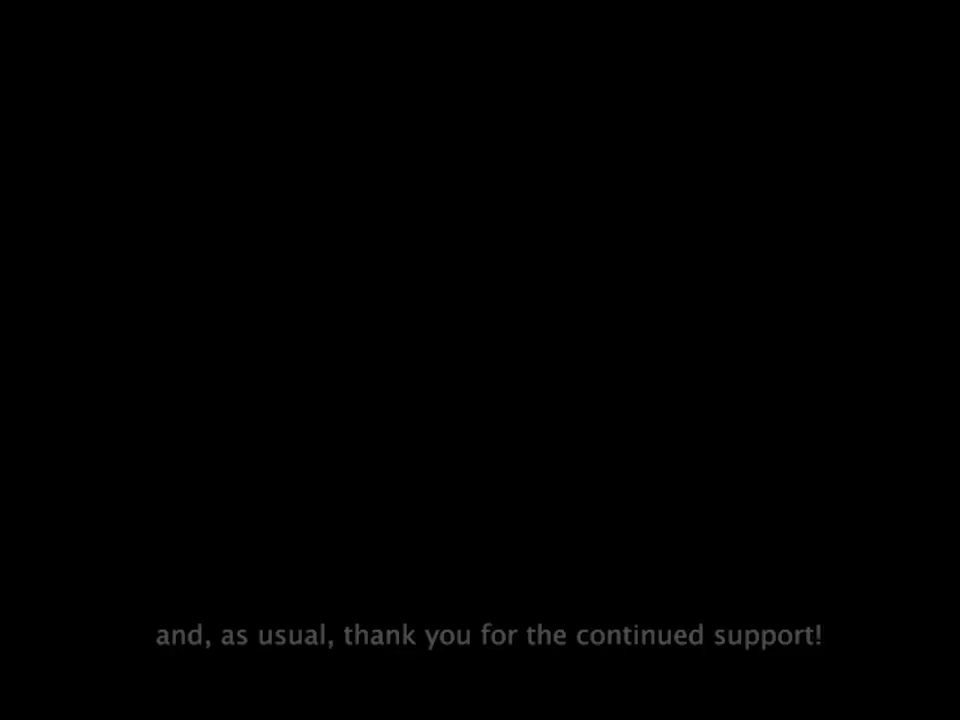 and, as usual, thank you for the continued support!